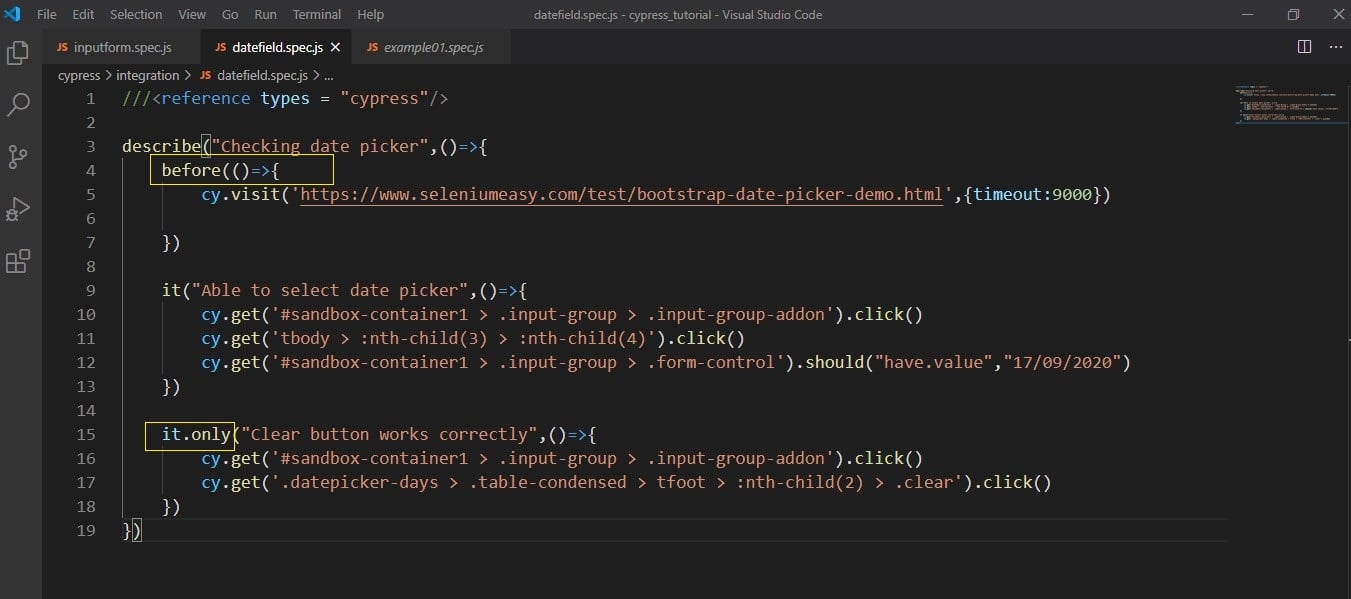 File Edit Selection View Go Run Terminal Help datefield.spec.js - cypress_tutorial - Visual Studio Code
JS inputform.spec.js JS datefield.spec.js JS example01.spec.js
cypress > integration > JS datefield.spec.js > ...
1 ///<reference types = "cypress"/>
2
3 describe("Checking date picker",()=>{
4 before(()=>{
5 cy.visit('https://www.seleniumeasy.com/test/bootstrap-date-picker-demo.html',{timeout:9000})
6
7 })
8
9 it("Able to select date picker",()=>{
10 cy.get('#sandbox-container1 > .input-group > .input-group-addon').click()
11 cy.get('tbody > :nth-child(3) > :nth-child(4)').click()
12 cy.get('#sandbox-container1 > .input-group > .form-control').should("have.value","17/09/2020")
13 })
14
15 it.only("Clear button works correctly",()=>{
16 cy.get('#sandbox-container1 > .input-group > .input-group-addon').click()
17 cy.get('.datepicker-days > .table-condensed > tfoot > :nth-child(2) > .clear').click()
18 })
19 })